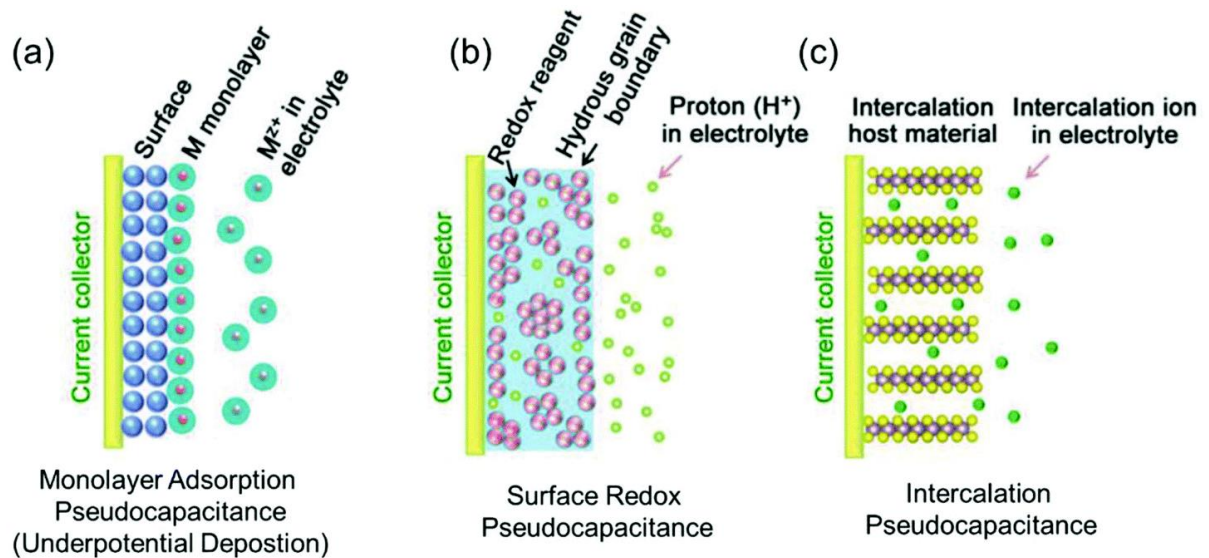 (a)
Surface
M monolayer
Mᶻ⁺ in
electrolyte
Current collector
Monolayer Adsorption
Pseudocapacitance
(Underpotential Depostion)
(b)
Redox reagent
Hydrous grain
boundary
Proton (H⁺)
in electrolyte
Current collector
Surface Redox
Pseudocapacitance
(c)
Intercalation
host material
Intercalation ion
in electrolyte
Current collector
Intercalation
Pseudocapacitance